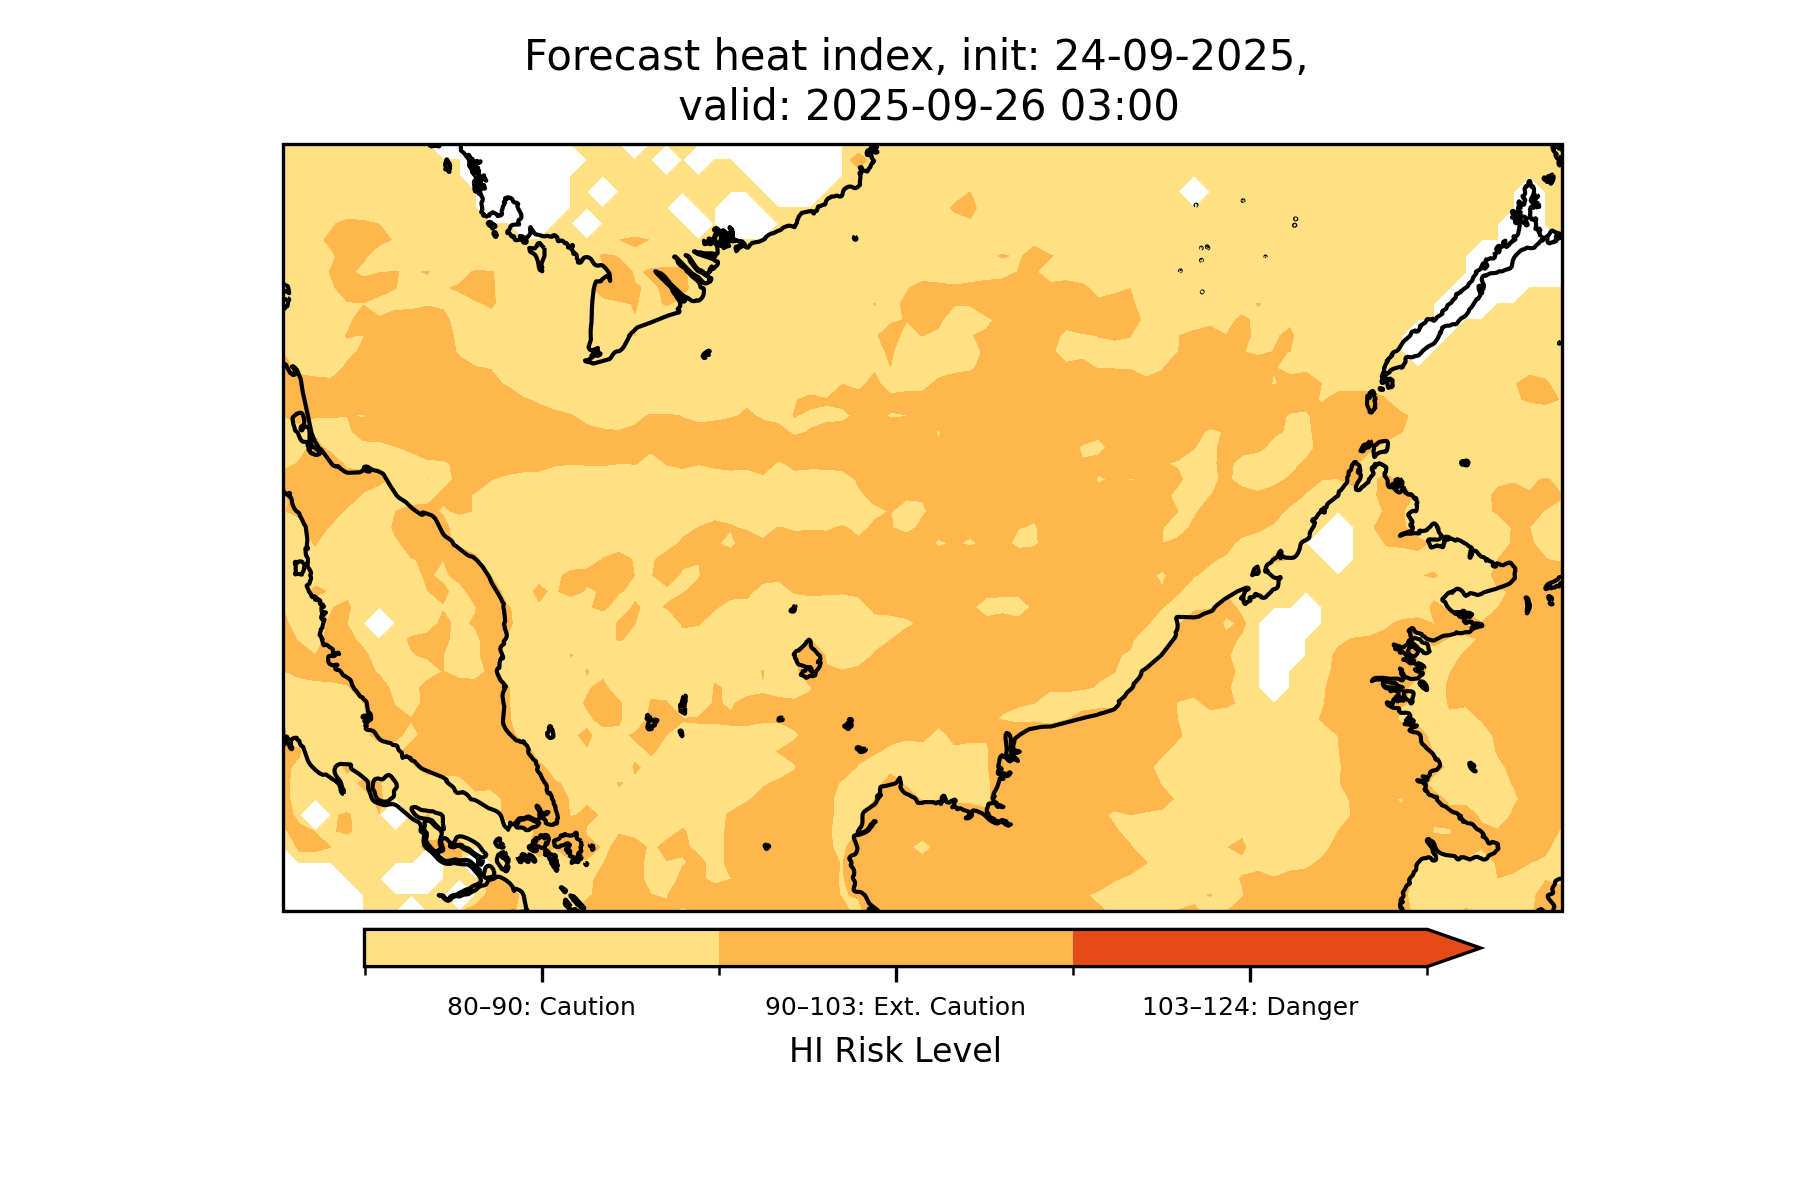 Forecast heat index, init: 24-09-2025,
valid: 2025-09-26 03:00
80–90: Caution
90–103: Ext. Caution
103–124: Danger
HI Risk Level